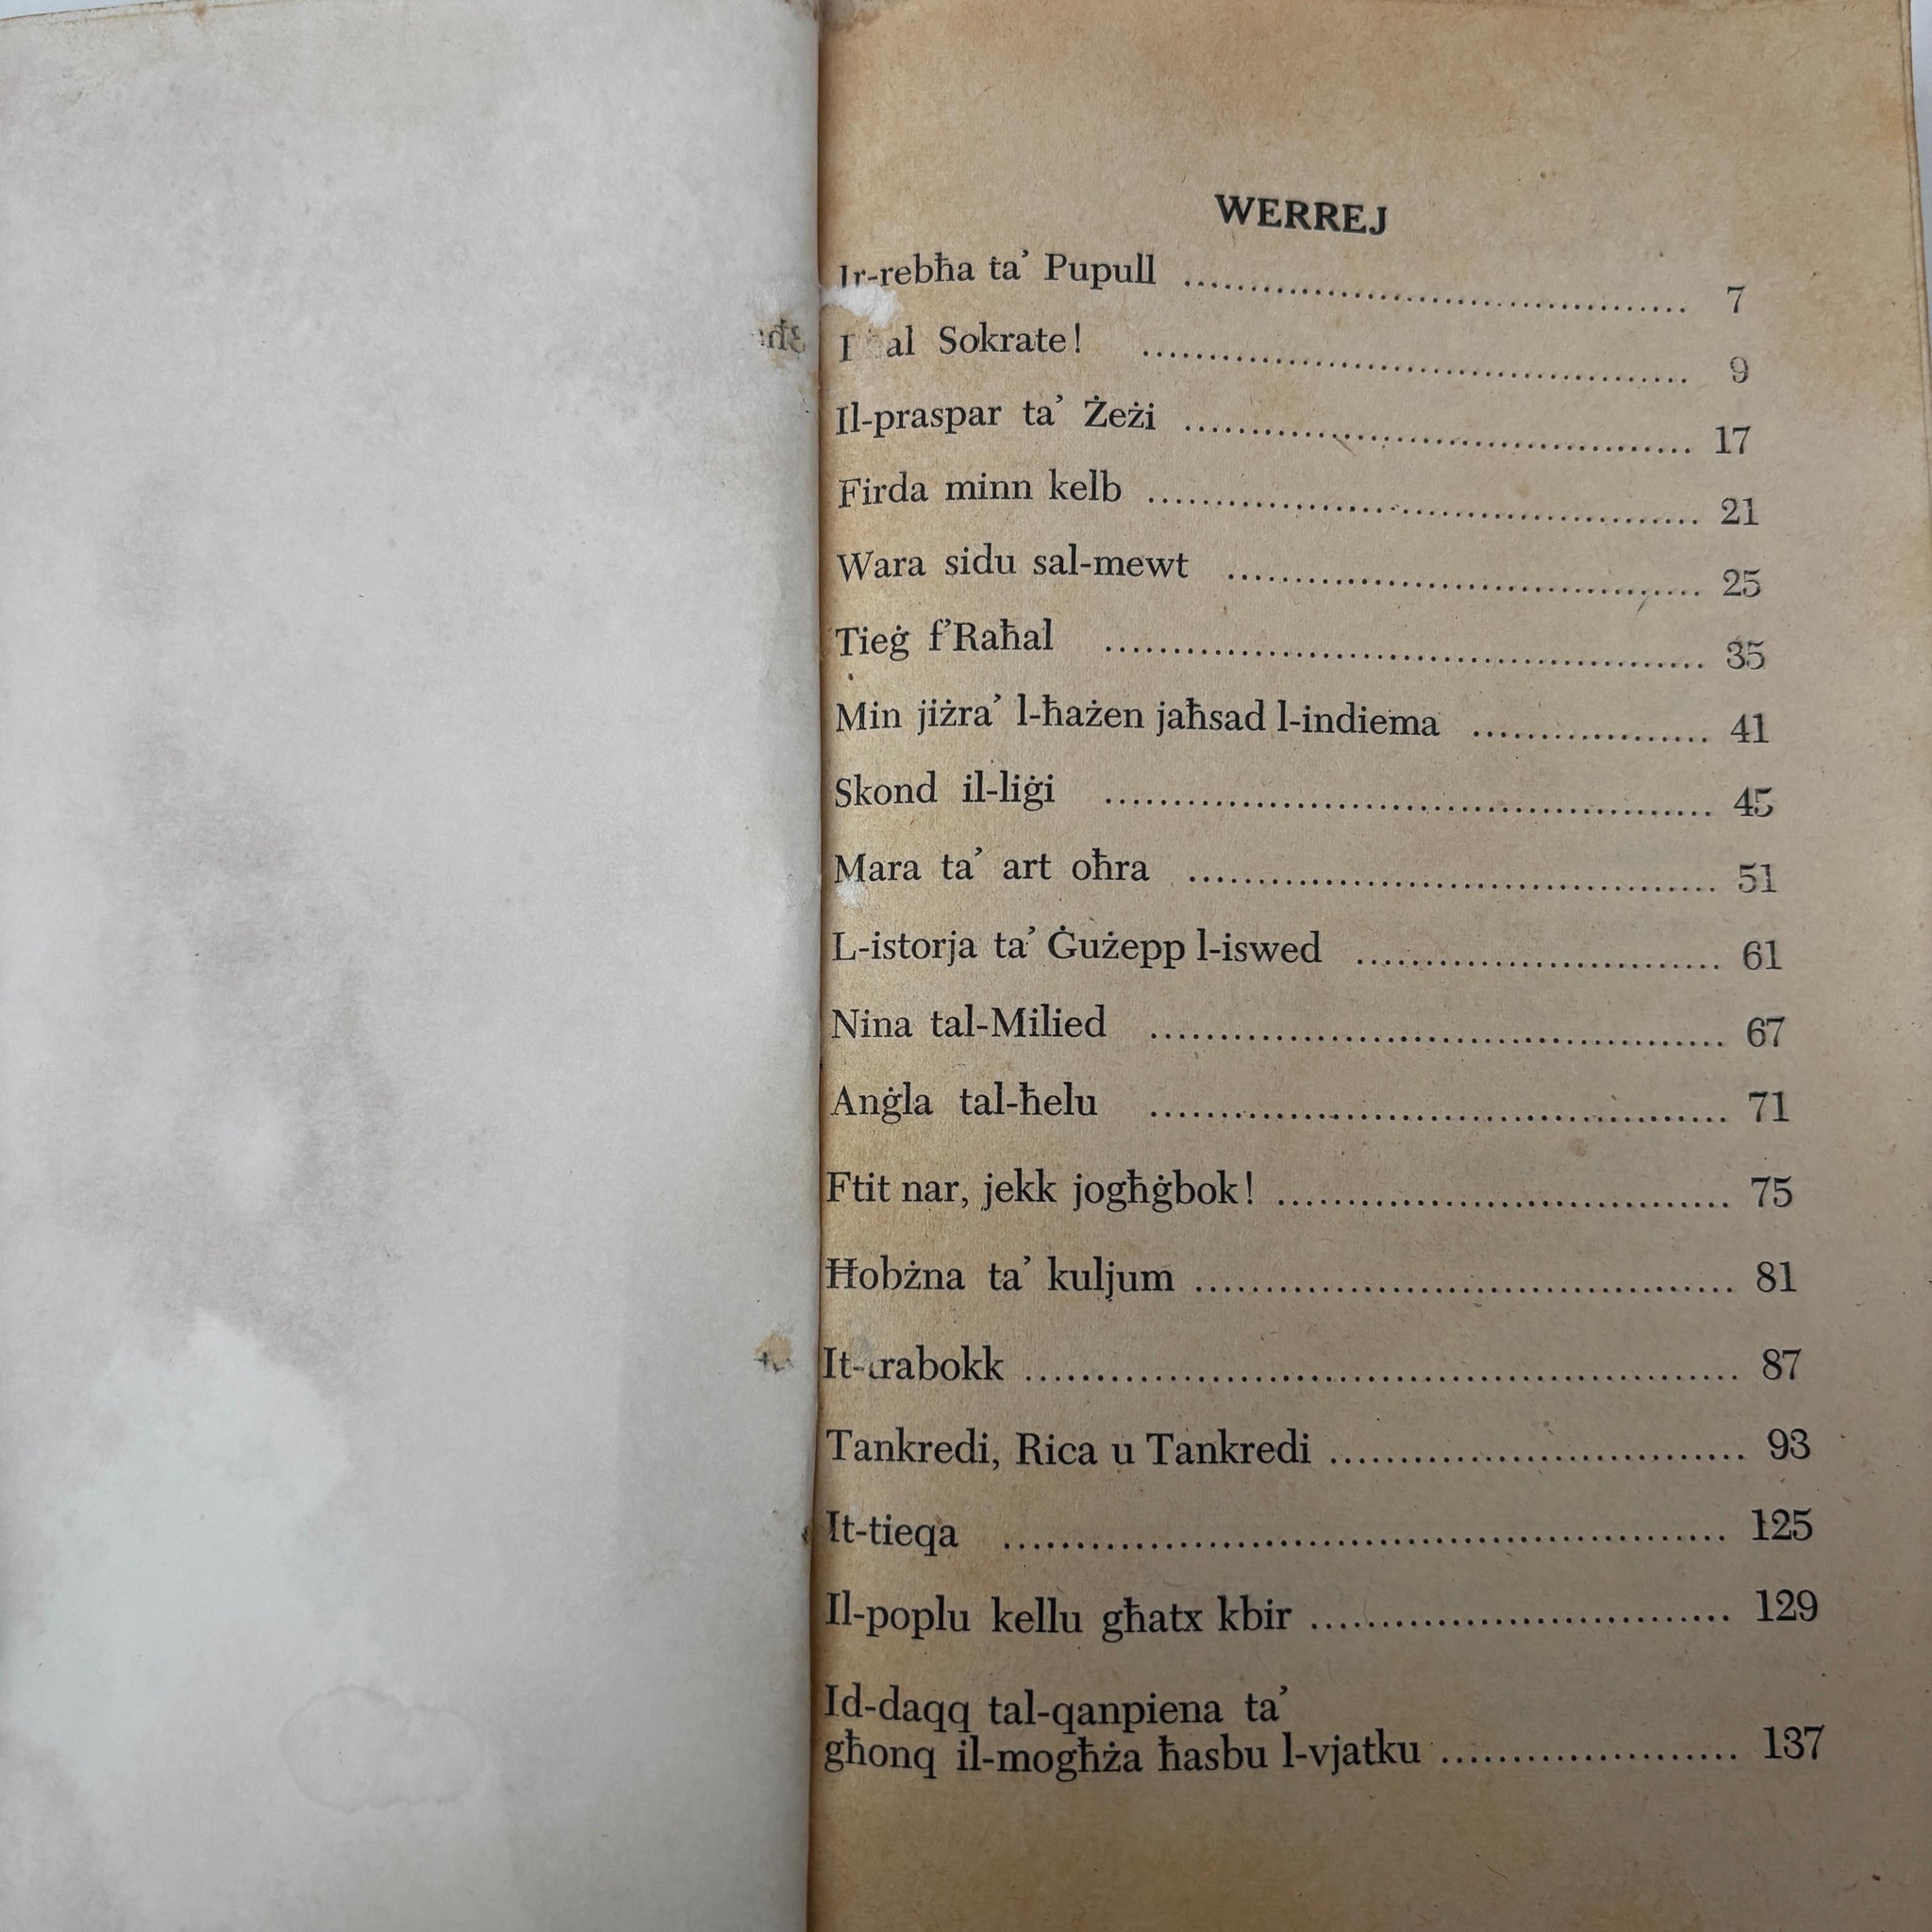 WERREJ
Ir-rebħa ta’ Pupull ........................................ 7
Sokrate! ........................................ 9
Il-praspar ta’ Żeżi ........................................ 17
Firda minn kelb ........................................ 21
Wara sidu sal-mewt ........................................ 25
Tieġ f’Raħal ........................................ 35
Min jiżra’ l-ħażen jaħsad l-indiema .................. 41
Skond il-liġi ........................................ 45
Mara ta’ art oħra ........................................ 51
L-istorja ta’ Ġużepp l-iswed ........................... 61
Nina tal-Milied ........................................ 67
Anġla tal-ħelu ........................................ 71
Ftit nar, jekk jogħġbok! ................................. 75
Ħobżna ta’ kuljum ........................................ 81
It-trabokk ........................................ 87
Tankredi, Rica u Tankredi .............................. 93
It-tieqa ........................................ 125
Il-poplu kellu għatx kbir .............................. 129
Id-daqq tal-qanpiena ta’
għonq il-mogħża ħasbu l-vjatku ..................... 137